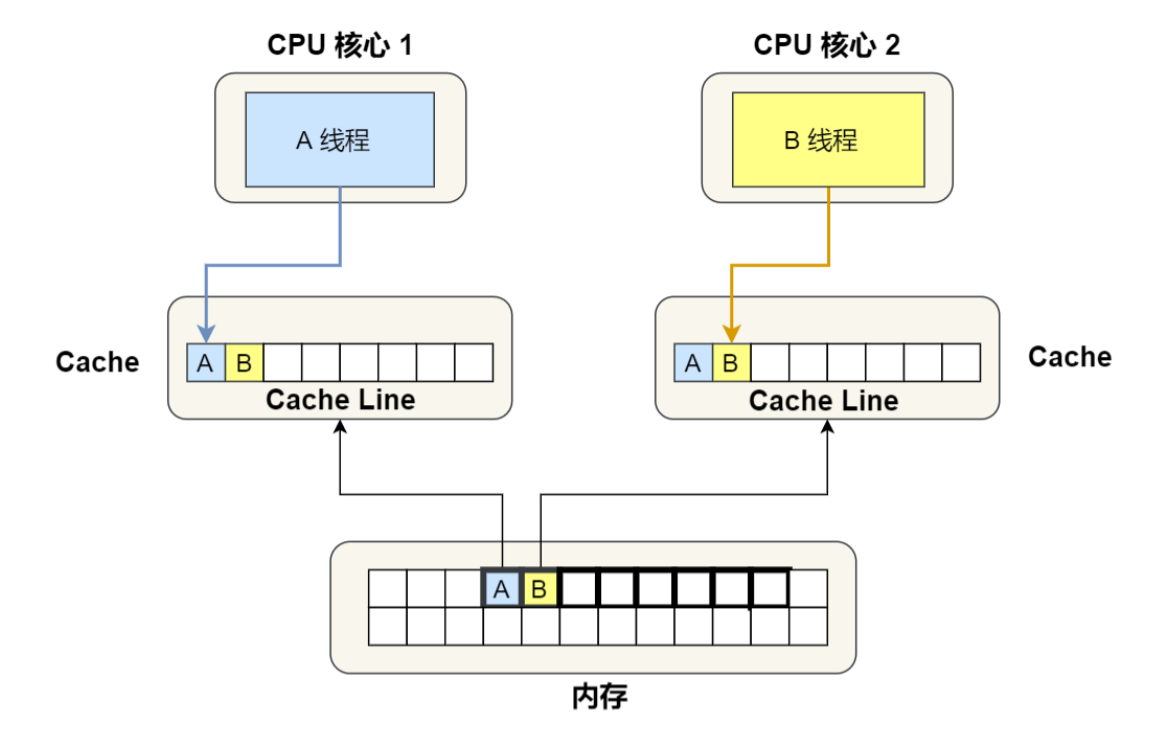 CPU 核心 1
CPU 核心 2
A 线程
B 线程
Cache
A B
A B
Cache
Cache Line
Cache Line
A B
内存